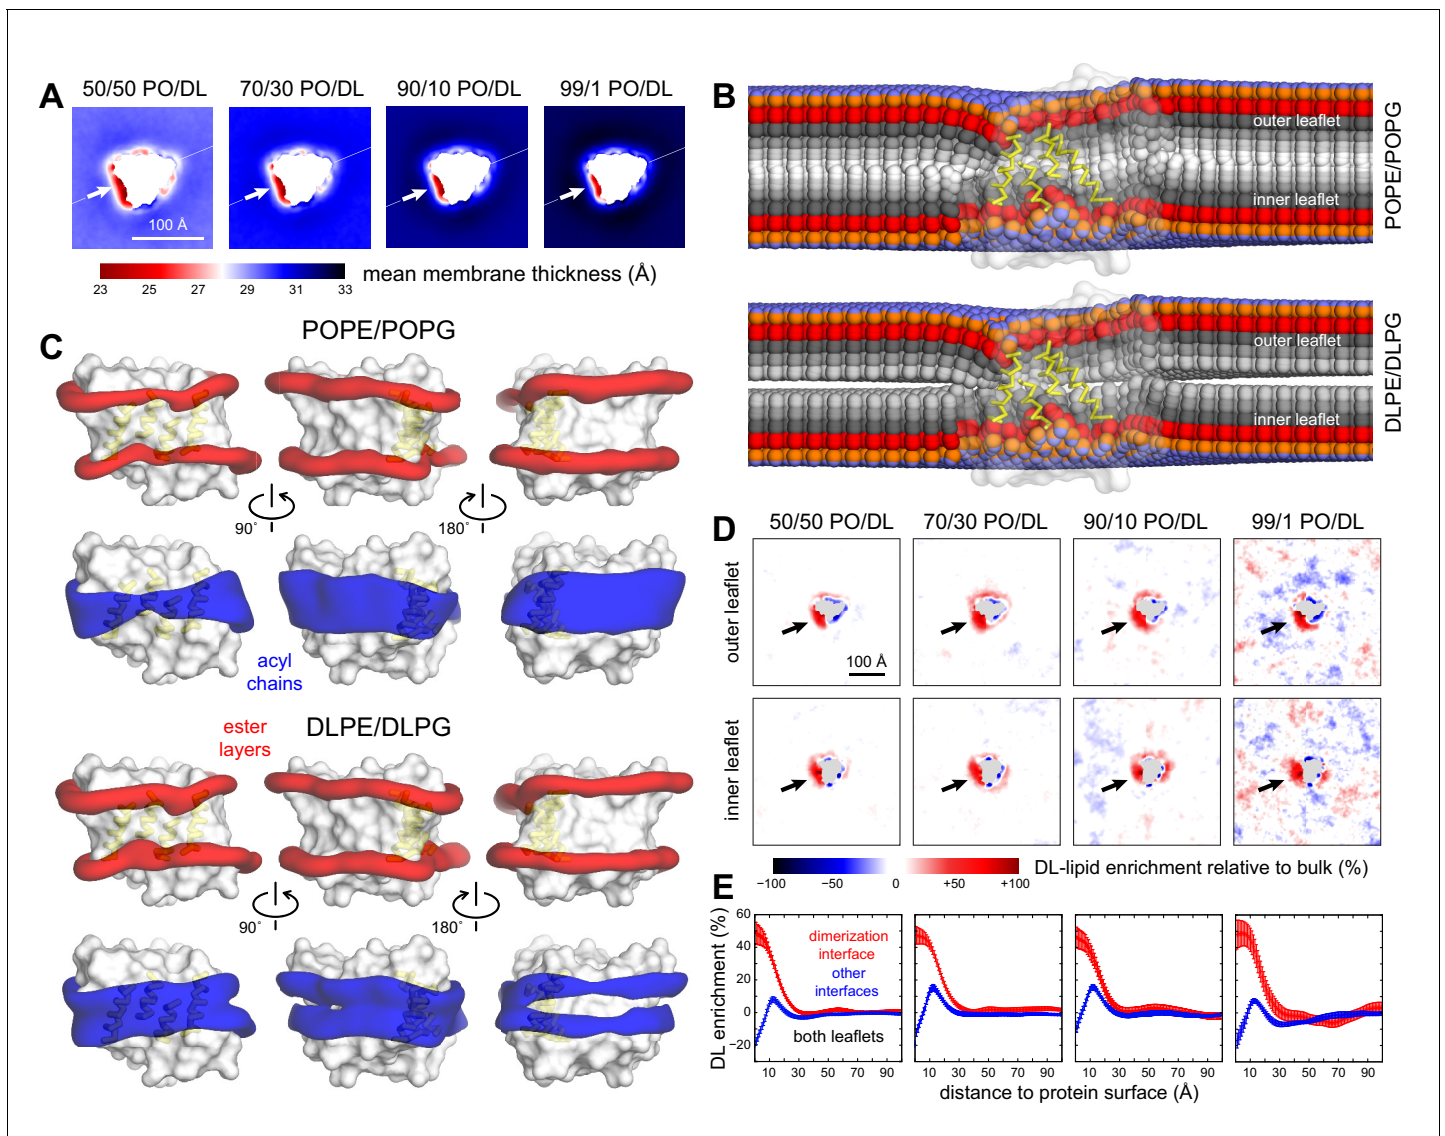 A
50/50 PO/DL
70/30 PO/DL
90/10 PO/DL
99/1 PO/DL
100 Å
23
25
27
29
31
33
mean membrane thickness (Å)
B
outer leaflet
inner leaflet
POPE/POPG
outer leaflet
inner leaflet
DLPE/DLPG
C
POPE/POPG
90°
180°
acyl
chains
ester
layers
DLPE/DLPG
90°
180°
D
50/50 PO/DL
70/30 PO/DL
90/10 PO/DL
99/1 PO/DL
outer leaflet
100 Å
inner leaflet
−100
−50
0
+50
+100
DL-lipid enrichment relative to bulk (%)
E
DL enrichment (%)
60
40
20
0
−20
dimerization
interface
other
interfaces
both leaflets
10 30 50 70 90
10 30 50 70 90
10 30 50 70 90
10 30 50 70 90
distance to protein surface (Å)